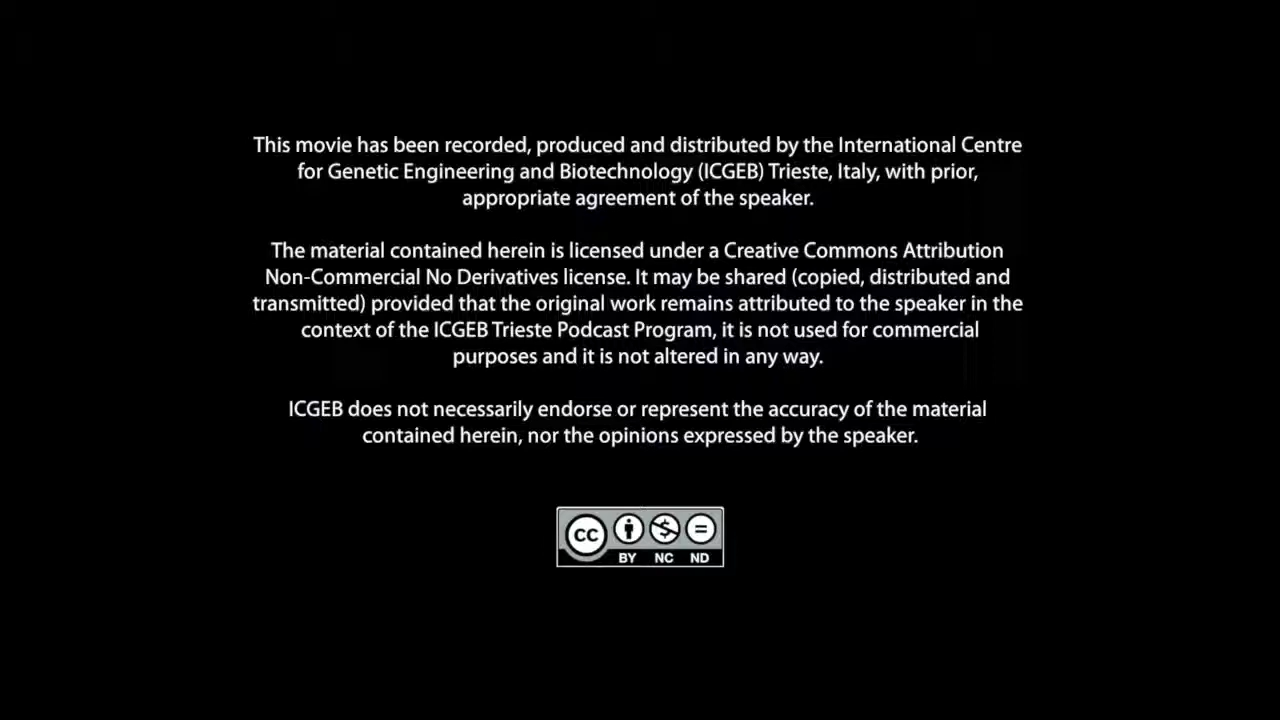 This movie has been recorded, produced and distributed by the International Centre
for Genetic Engineering and Biotechnology (ICGEB) Trieste, Italy, with prior,
appropriate agreement of the speaker.
The material contained herein is licensed under a Creative Commons Attribution
Non-Commercial No Derivatives license. It may be shared (copied, distributed and
transmitted) provided that the original work remains attributed to the speaker in the
context of the ICGEB Trieste Podcast Program, it is not used for commercial
purposes and it is not altered in any way.
ICGEB does not necessarily endorse or represent the accuracy of the material
contained herein, nor the opinions expressed by the speaker.
CC
BY NC ND